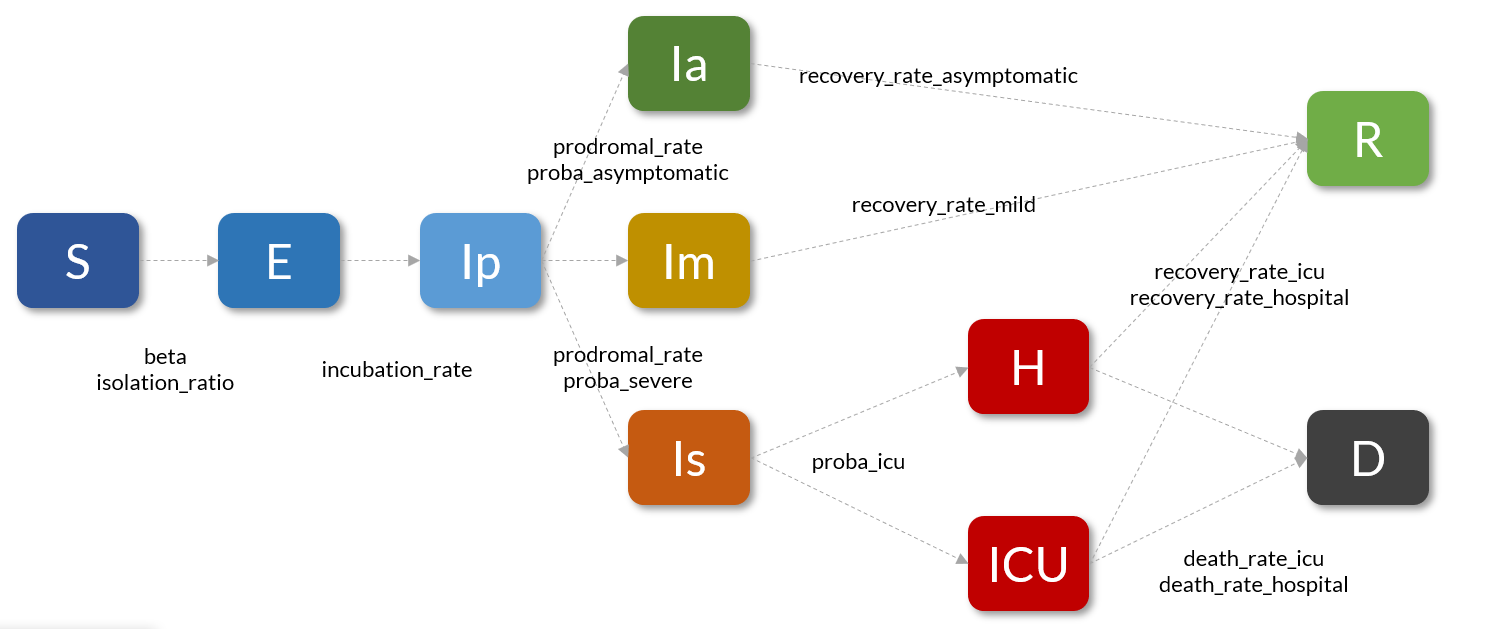 Ia
recovery_rate_asymptomatic
R
prodromal_rate
proba_asymptomatic
recovery_rate_mild
S
E
Ip
Im
recovery_rate_icu
recovery_rate_hospital
beta
isolation_ratio
incubation_rate
prodromal_rate
proba_severe
H
Is
proba_icu
D
ICU
death_rate_icu
death_rate_hospital